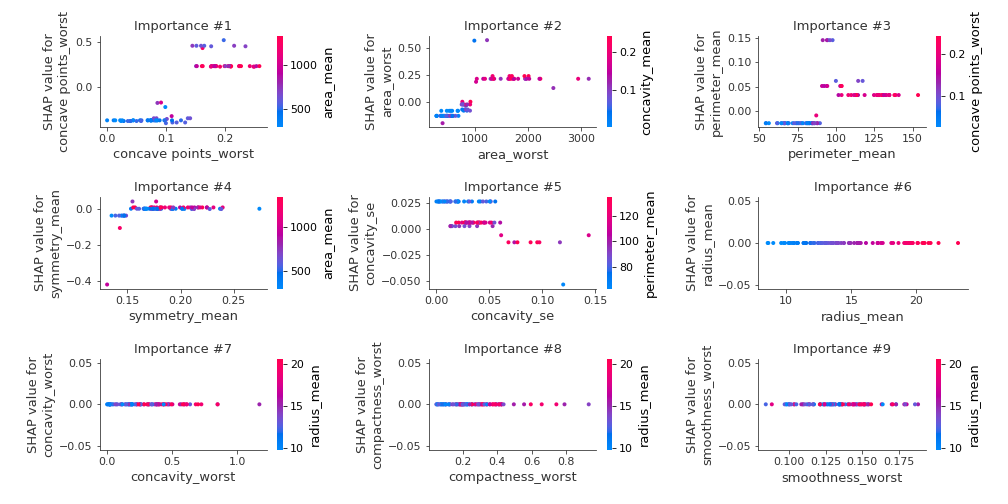 Importance #1
SHAP value for
concave points_worst
0.5
0.0
0.0
0.1
0.2
concave points_worst
1000
500
area_mean
Importance #2
SHAP value for
area_worst
0.50
0.25
0.00
1000
2000
3000
area_worst
0.2
0.1
concavity_mean
Importance #3
SHAP value for
perimeter_mean
0.15
0.10
0.05
0.00
50
75
100
125
150
perimeter_mean
0.2
0.1
concave points_worst
Importance #4
SHAP value for
symmetry_mean
0.0
−0.2
−0.4
0.15
0.20
0.25
symmetry_mean
1000
500
area_mean
Importance #5
SHAP value for
concavity_se
0.025
0.000
−0.025
−0.050
0.00
0.05
0.10
0.15
concavity_se
120
100
80
perimeter_mean
Importance #6
SHAP value for
radius_mean
0.05
0.00
−0.05
10
15
20
radius_mean
Importance #7
SHAP value for
concavity_worst
0.05
0.00
−0.05
0.0
0.5
1.0
concavity_worst
20
15
10
radius_mean
Importance #8
SHAP value for
compactness_worst
0.05
0.00
−0.05
0.2
0.4
0.6
0.8
compactness_worst
20
15
10
radius_mean
Importance #9
SHAP value for
smoothness_worst
0.05
0.00
−0.05
0.100
0.125
0.150
0.175
smoothness_worst
20
15
10
radius_mean